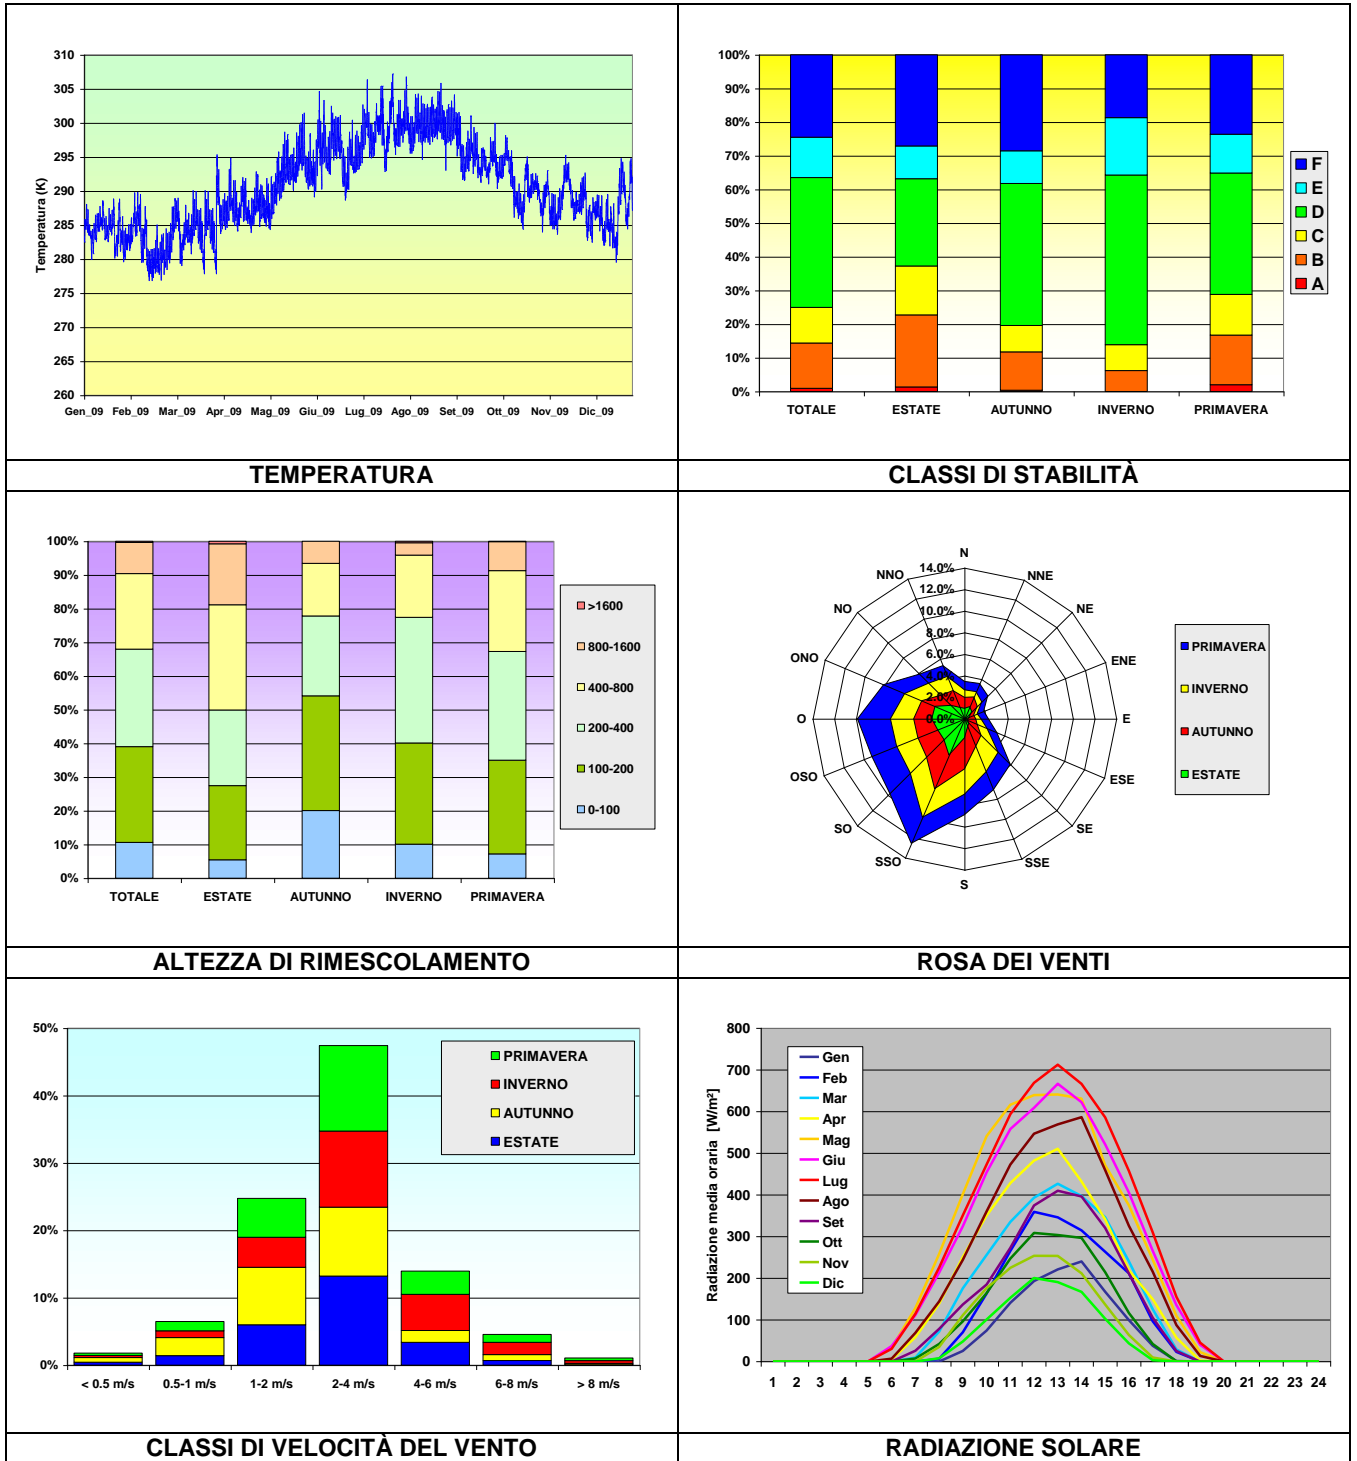 310
305
300
295
290
285
280
275
270
265
260
Temperatura (K)
Gen_09 Feb_09 Mar_09 Apr_09 Mag_09 Giu_09 Lug_09 Ago_09 Set_09 Ott_09 Nov_09 Dic_09
TEMPERATURA
100%
90%
80%
70%
60%
50%
40%
30%
20%
10%
0%
TOTALE ESTATE AUTUNNO INVERNO PRIMAVERA
F
E
D
C
B
A
CLASSI DI STABILITÀ
100%
90%
80%
70%
60%
50%
40%
30%
20%
10%
0%
TOTALE ESTATE AUTUNNO INVERNO PRIMAVERA
>1600
800-1600
400-800
200-400
100-200
0-100
ALTEZZA DI RIMESCOLAMENTO
N
NNE
NE
ENE
E
ESE
SE
SSE
S
SSO
SO
OSO
O
ONO
NO
NNO
14.0%
12.0%
10.0%
8.0%
6.0%
4.0%
2.0%
0.0%
PRIMAVERA
INVERNO
AUTUNNO
ESTATE
ROSA DEI VENTI
50%
40%
30%
20%
10%
0%
< 0.5 m/s 0.5-1 m/s 1-2 m/s 2-4 m/s 4-6 m/s 6-8 m/s > 8 m/s
PRIMAVERA
INVERNO
AUTUNNO
ESTATE
CLASSI DI VELOCITÀ DEL VENTO
800
700
600
500
400
300
200
100
0
Radiazione media oraria [W/m²]
1 2 3 4 5 6 7 8 9 10 11 12 13 14 15 16 17 18 19 20 21 22 23 24
Gen
Feb
Mar
Apr
Mag
Giu
Lug
Ago
Set
Ott
Nov
Dic
RADIAZIONE SOLARE